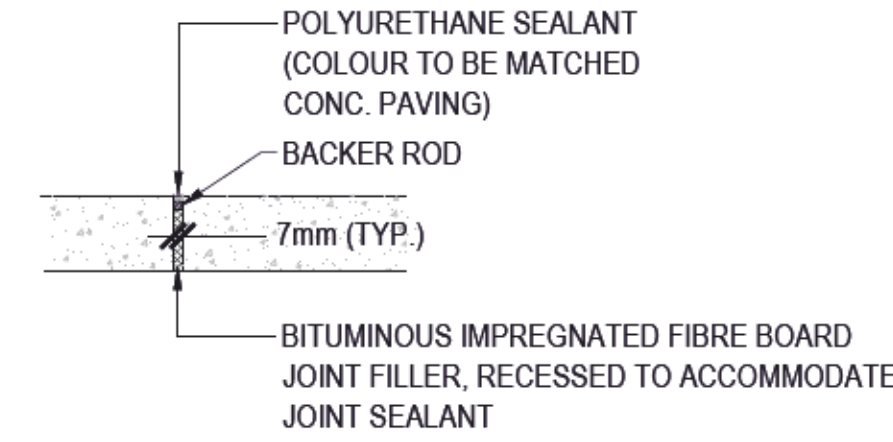 POLYURETHANE SEALANT
(COLOUR TO BE MATCHED
CONC. PAVING)
BACKER ROD
7mm (TYP.)
BITUMINOUS IMPREGNATED FIBRE BOARD
JOINT FILLER, RECESSED TO ACCOMMODATE
JOINT SEALANT